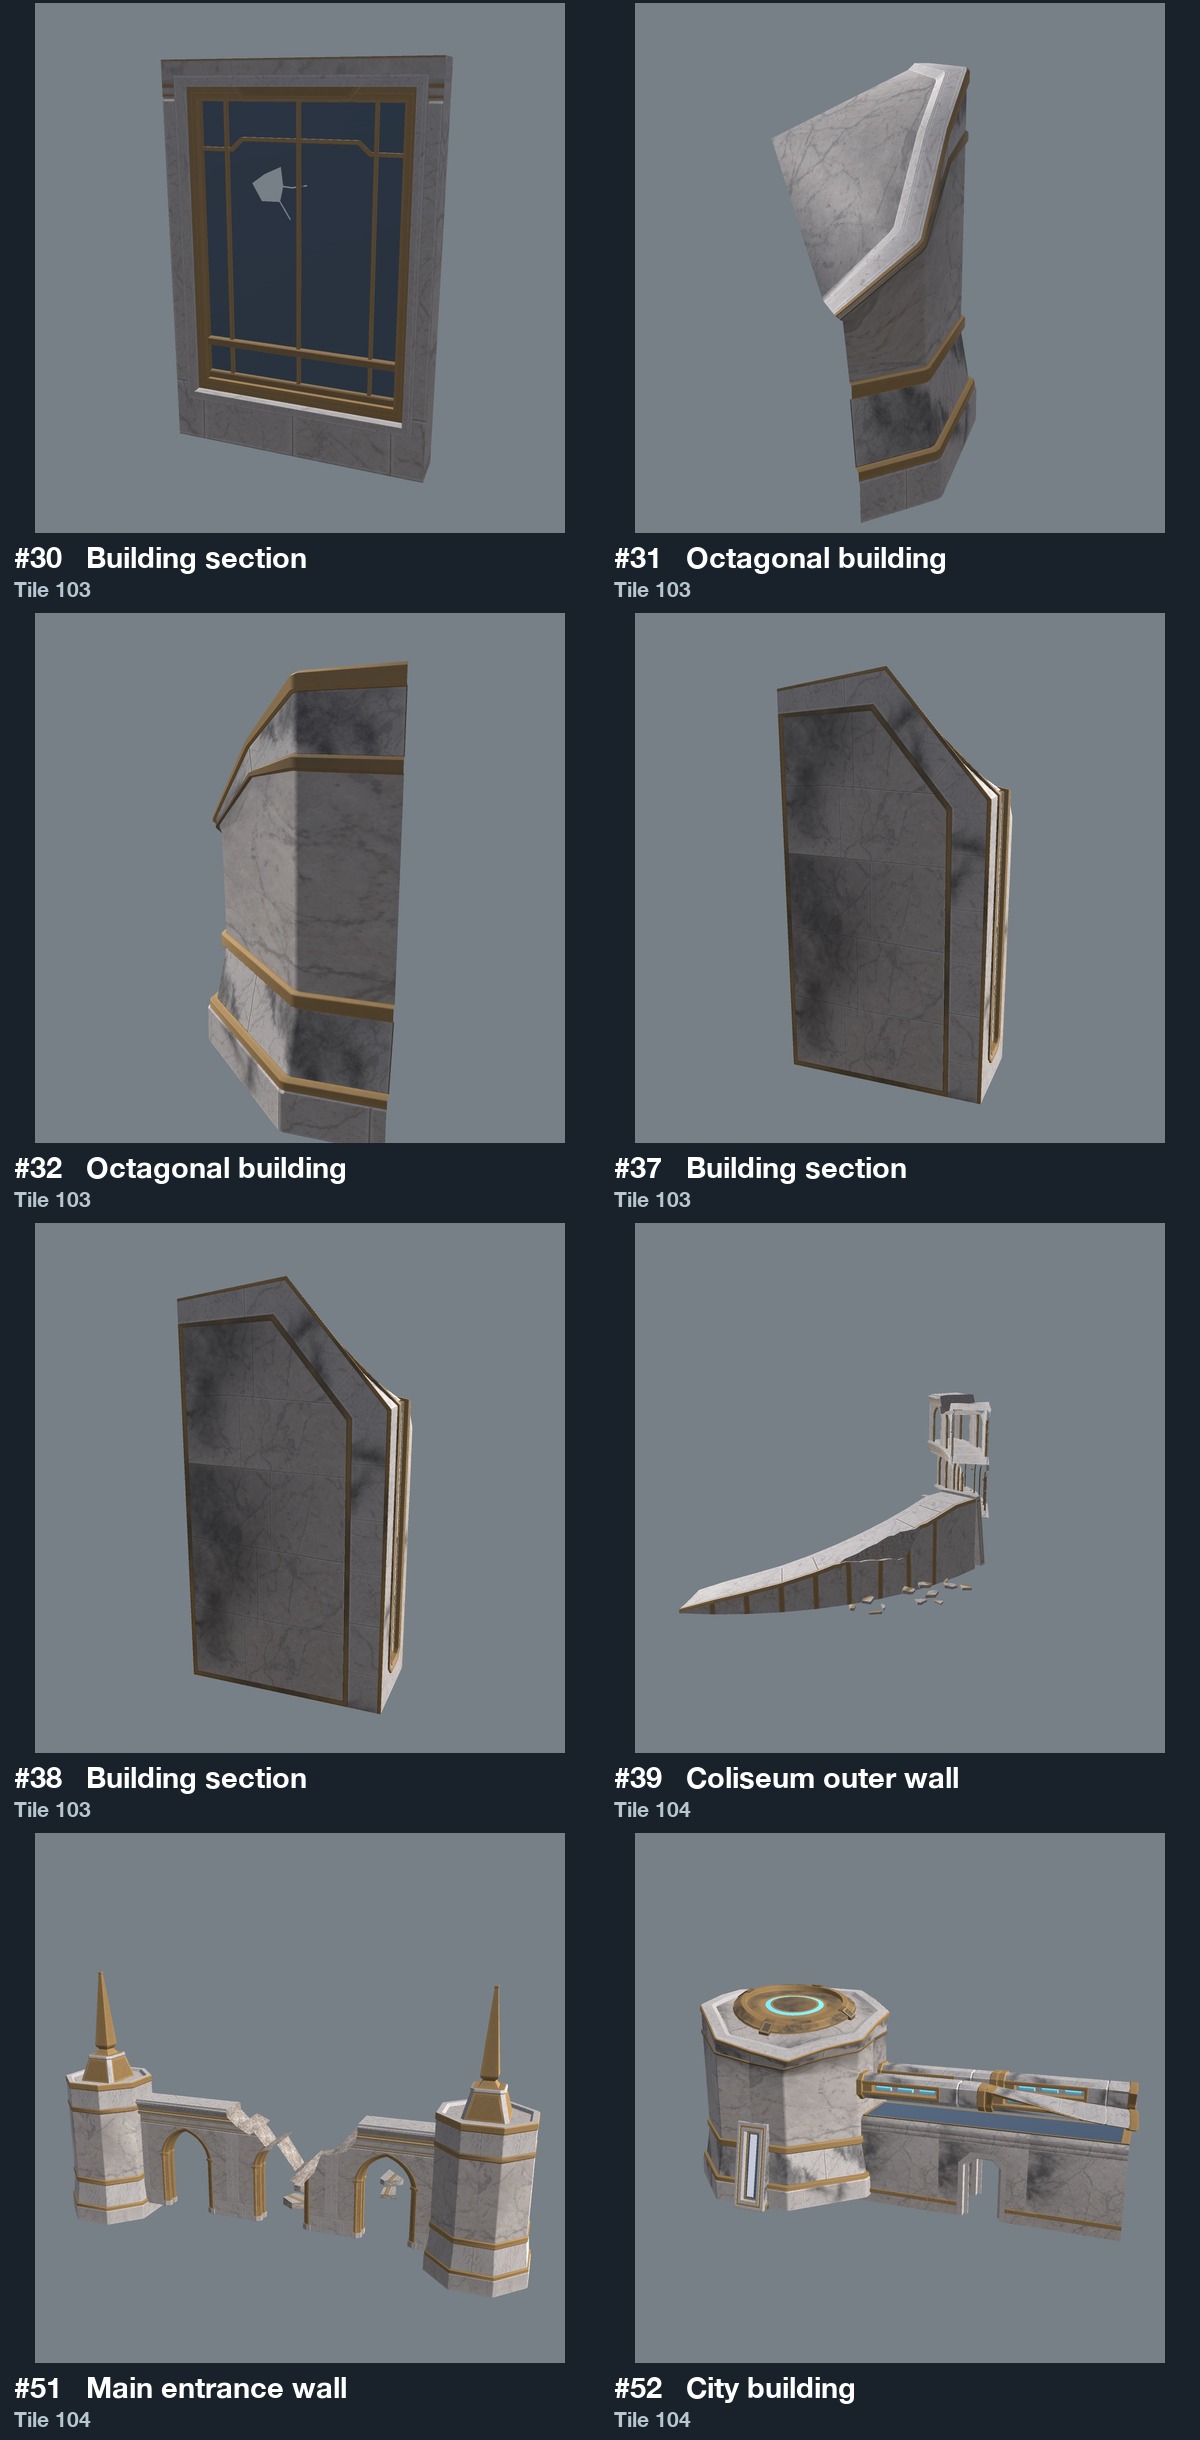 #30 Building section
Tile 103
#31 Octagonal building
Tile 103
#32 Octagonal building
Tile 103
#37 Building section
Tile 103
#38 Building section
Tile 103
#39 Coliseum outer wall
Tile 104
#51 Main entrance wall
Tile 104
#52 City building
Tile 104